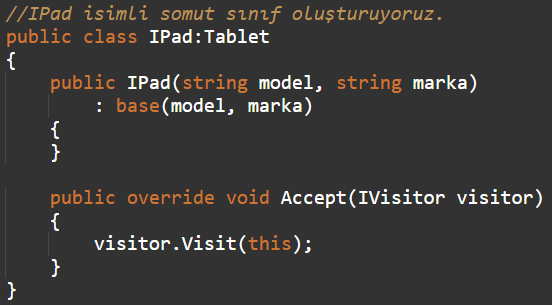 //IPad isimli somut sınıf oluşturuyoruz.
public class IPad:Tablet
{
    public IPad(string model, string marka)
        : base(model, marka)
    {
    }

    public override void Accept(IVisitor visitor)
    {
        visitor.Visit(this);
    }
}